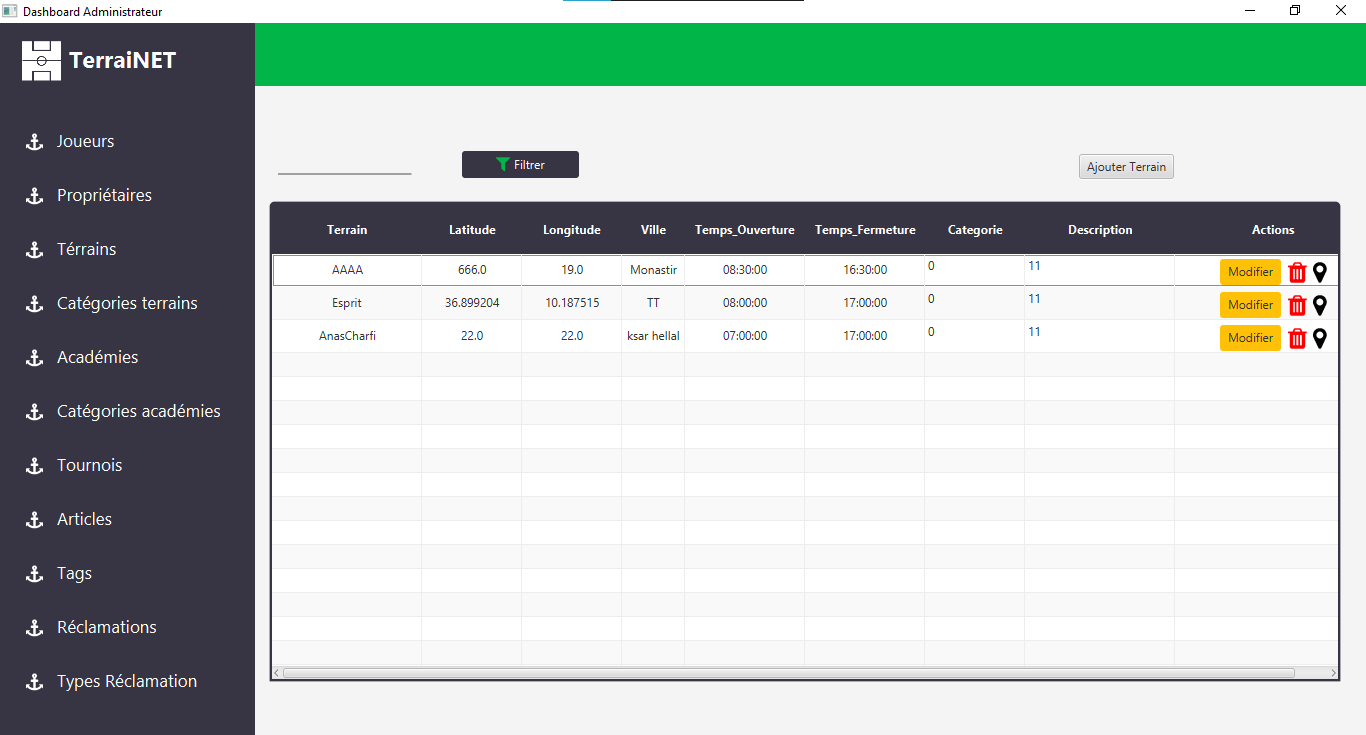 Dashboard Administrateur
TerraiNET
Joueurs
Propriétaires
Térrains
Catégories terrains
Académies
Catégories académies
Tournois
Articles
Tags
Réclamations
Types Réclamation
Filtrer
Ajouter Terrain
Terrain Latitude Longitude Ville Temps_Ouverture Temps_Fermeture Categorie Description Actions
AAAA 666.0 19.0 Monastir 08:30:00 16:30:00 0 11 Modifier
Esprit 36.899204 10.187515 TT 08:00:00 17:00:00 0 11 Modifier
AnasCharfi 22.0 22.0 ksar hellal 07:00:00 17:00:00 0 11 Modifier